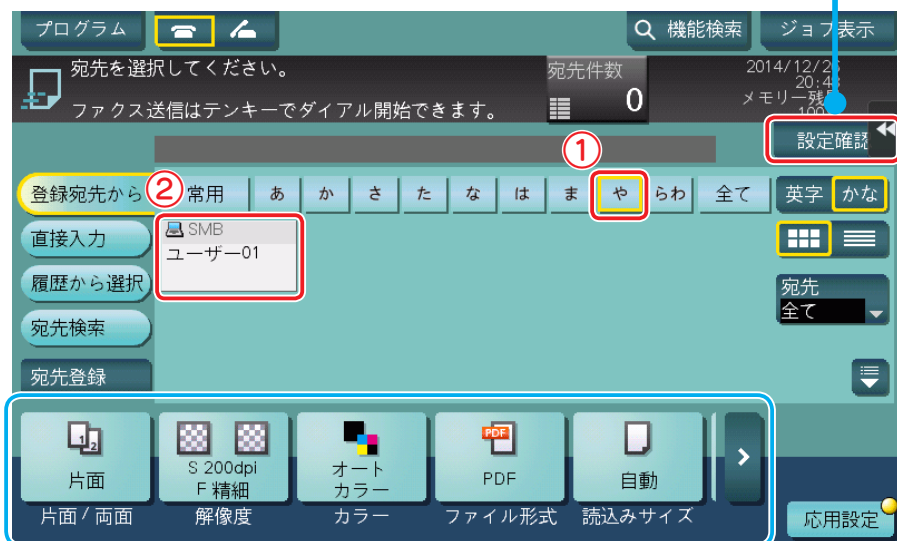 プログラム
機能検索
ジョブ表示
宛先を選択してください。
ファクス送信はテンキーでダイアル開始できます。
宛先件数
0
2014/12/2
20:4
メモリー残
100
設定確認
①
②
登録宛先から
常用 あ か さ た な は ま や らわ 全て
英字 かな
直接入力
履歴から選択
宛先検索
宛先登録
SMB
ユーザー01
宛先
全て
1 2
片面
片面 / 両面
S 200dpi
F 精細
解像度
オート
カラー
カラー
PDF
PDF
ファイル形式
自動
読込みサイズ
応用設定